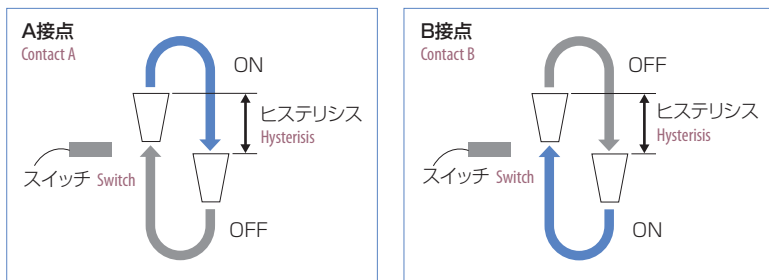 A接点
Contact A
ON
ヒステリシス
Hysterisis
スイッチ Switch
OFF
B接点
Contact B
OFF
ヒステリシス
Hysterisis
スイッチ Switch
ON